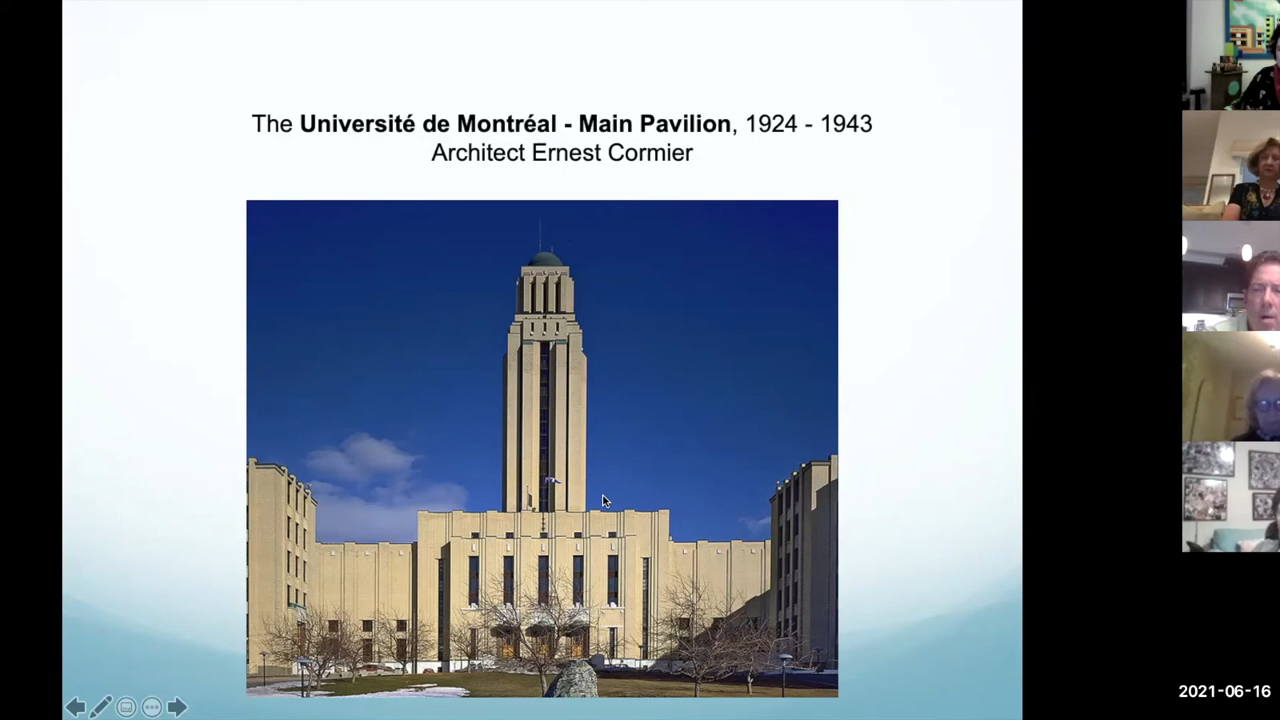 The Université de Montréal - Main Pavilion, 1924 - 1943
Architect Ernest Cormier
2021-06-16